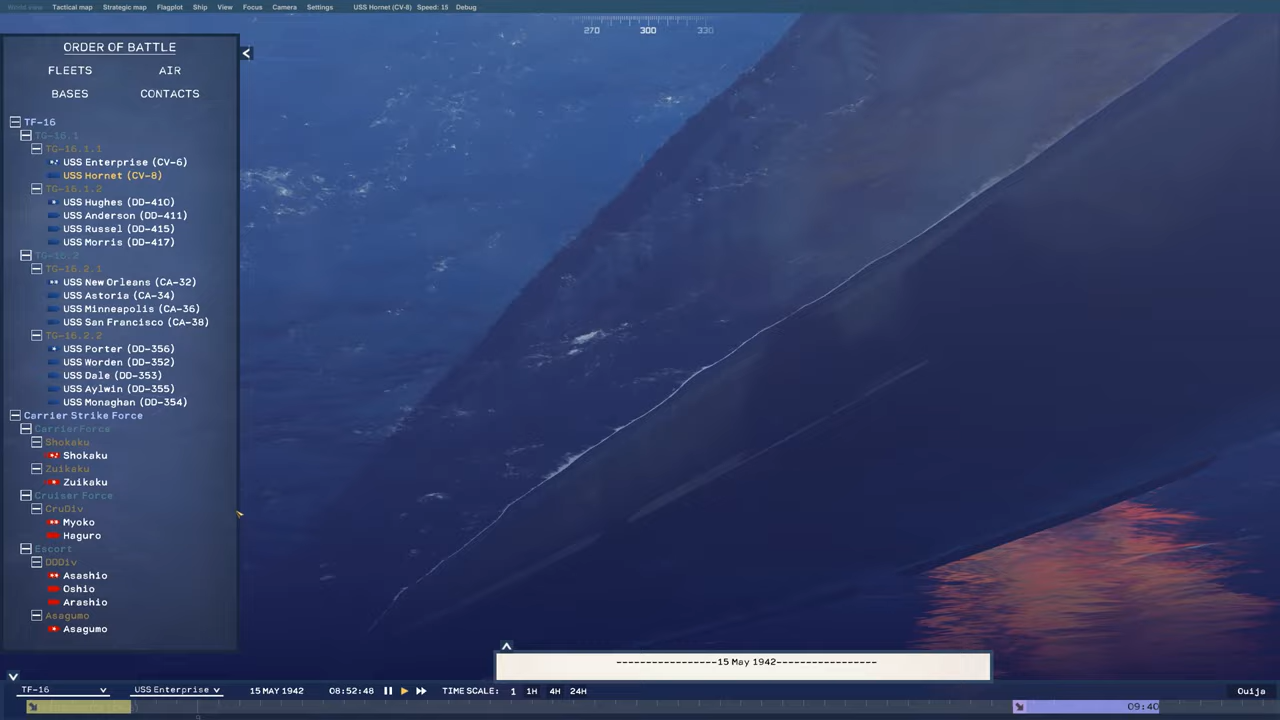 World view Tactical map Strategic map Flagplot Ship View Focus Camera Settings USS Hornet (CV-8) Speed: 15 Debug
270 300 330
ORDER OF BATTLE
FLEETS AIR
BASES CONTACTS
TF-16
TG-16.1
TG-16.1.1
USS Enterprise (CV-6)
USS Hornet (CV-8)
TG-16.1.2
USS Hughes (DD-410)
USS Anderson (DD-411)
USS Russel (DD-415)
USS Morris (DD-417)
TG-16.2
TG-16.2.1
USS New Orleans (CA-32)
USS Astoria (CA-34)
USS Minneapolis (CA-36)
USS San Francisco (CA-38)
TG-16.2.2
USS Porter (DD-356)
USS Worden (DD-352)
USS Dale (DD-353)
USS Aylwin (DD-355)
USS Monaghan (DD-354)
Carrier Strike Force
CarrierForce
Shokaku
Shokaku
Zuikaku
Zuikaku
Cruiser Force
CruDiv
Myoko
Haguro
Escort
DDDiv
Asashio
Oshio
Arashio
Asagumo
Asagumo
-----------------15 May 1942-----------------
TF-16 USS Enterprise 15 MAY 1942 08:52:48 TIME SCALE: 1 1H 4H 24H Ouija
09:40